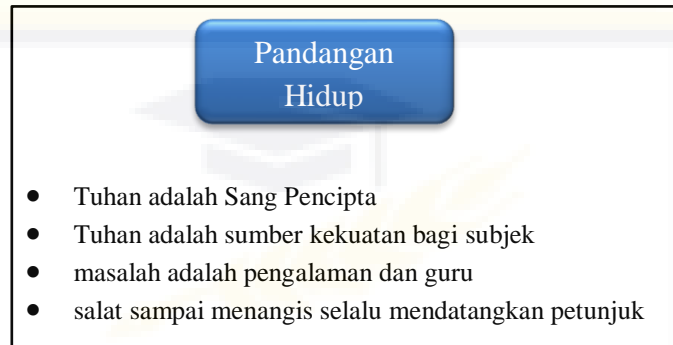 Pandangan
Hidup
• Tuhan adalah Sang Pencipta
• Tuhan adalah sumber kekuatan bagi subjek
• masalah adalah pengalaman dan guru
• salat sampai menangis selalu mendatangkan petunjuk